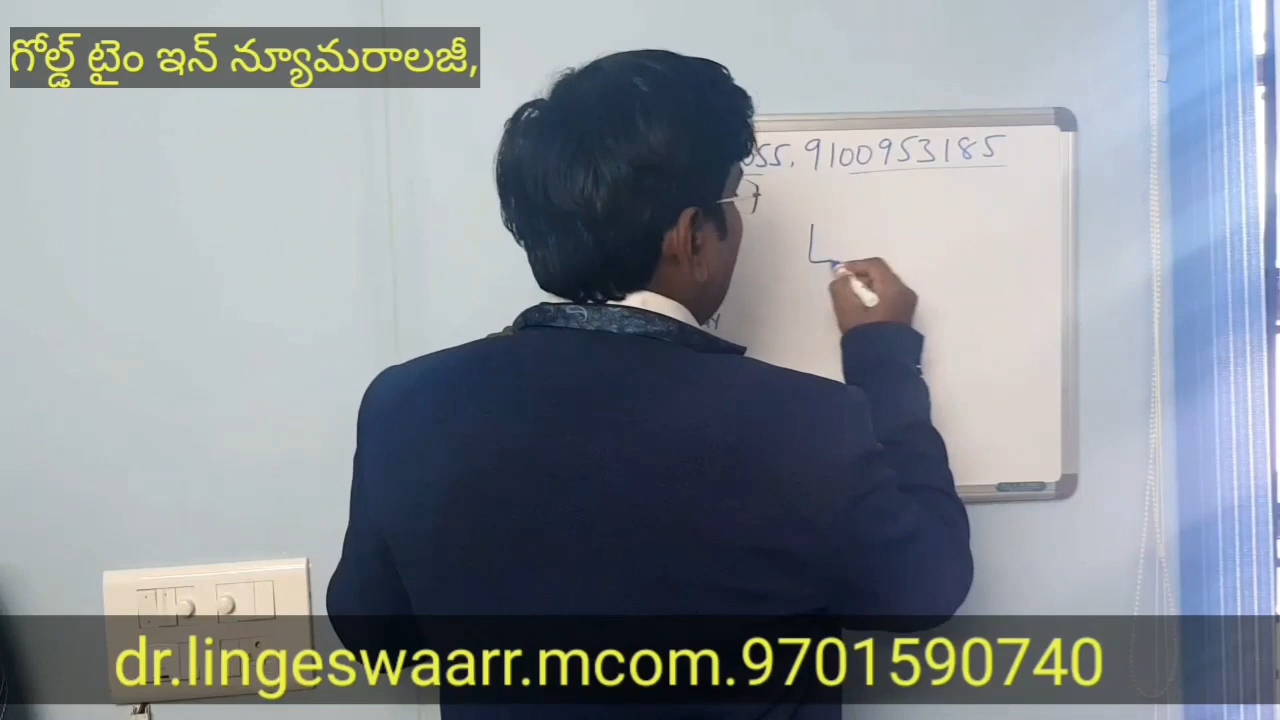 గోల్డ్ టైం ఇన్ న్యూమరాలజీ,
055, 9100953185
dr.lingeswaarr.mcom.9701590740